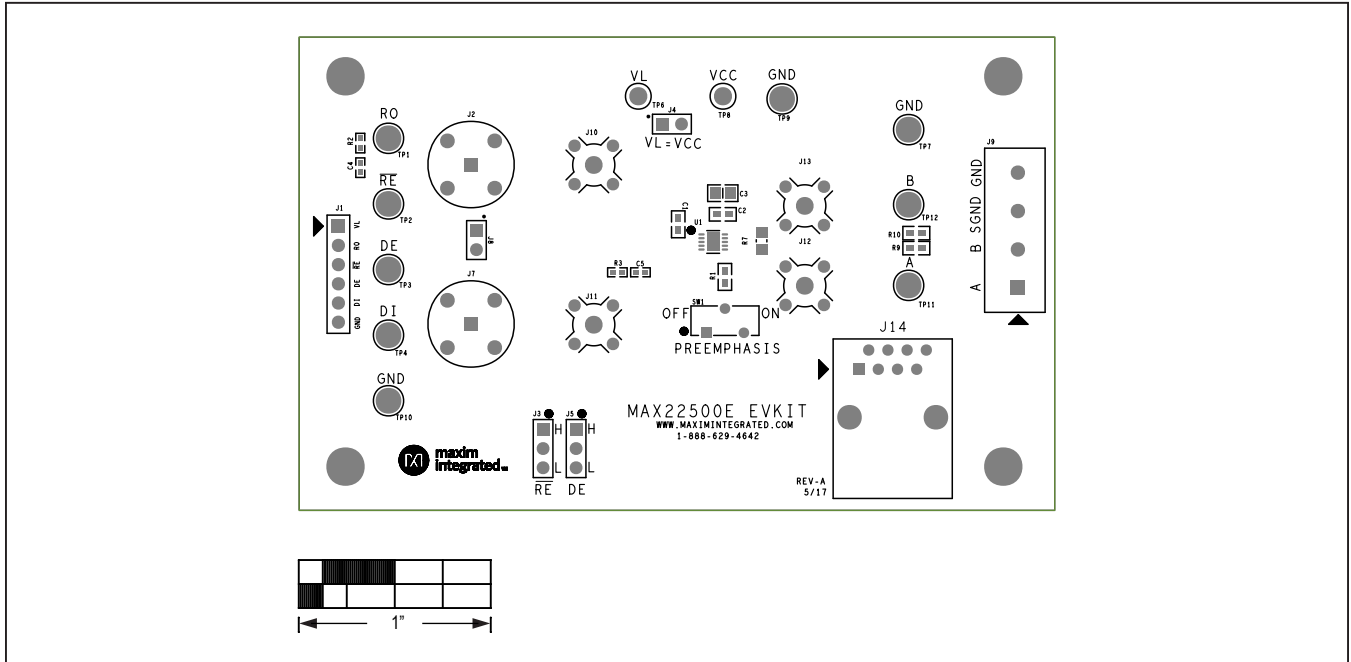 VL
VCC
GND
TP6
TP8
TP9
J4
VL=VCC
RO
TP1
R2
C4
J2
J10
GND
TP7
J9
GND
SGND
B
A
J13
RE
TP2
J1
VL
RO
RE
DE
DI
GND
J8
C3
C2
C1
U1
R7
B
TP12
R10
R9
A
TP11
DE
TP3
J7
R3
C5
R1
J12
DI
TP4
J11
SW1
OFF
ON
PREEMPHASIS
J14
GND
TP10
MAX22500E EVKIT
WWW.MAXIMINTEGRATED.COM
1-888-629-4642
J3
H
L
RE
J5
H
L
DE
maxim
integrated™
REV-A
5/17
1"